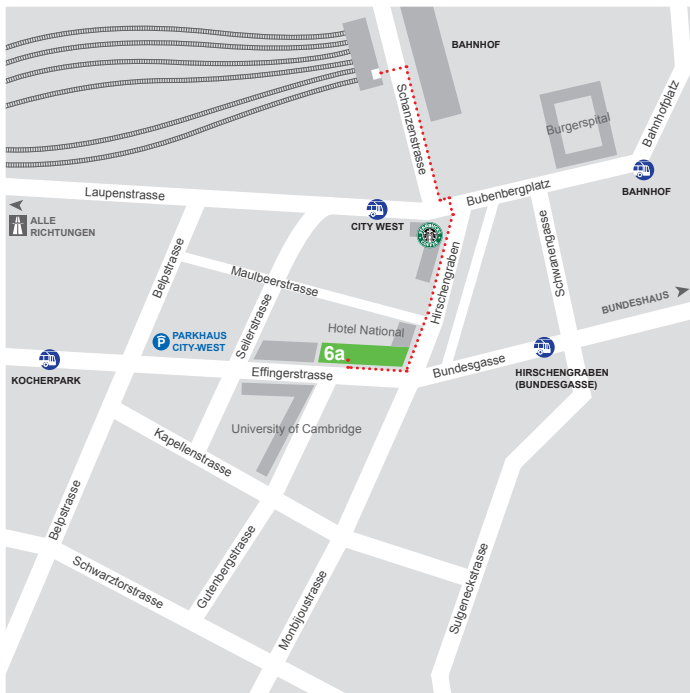 BAHNHOF
Schanzenstrasse
Burgerspital
Bahnhofplatz
BAHNHOF
Laupenstrasse
Bubenbergplatz
CITY WEST
ALLE
RICHTUNGEN
Belpstrasse
Maulbeerstrasse
Seilerstrasse
Hirschengraben
Schwanengasse
BUNDESHAUS
PARKHAUS
CITY-WEST
Hotel National
6a
KOCHERPARK
Effingerstrasse
Bundesgasse
HIRSCHENGRABEN
(BUNDESGASSE)
University of Cambridge
Kapellenstrasse
Belpstrasse
Schwarztorstrasse
Gutenbergstrasse
Monbijoustrasse
Sulgeneckstrasse